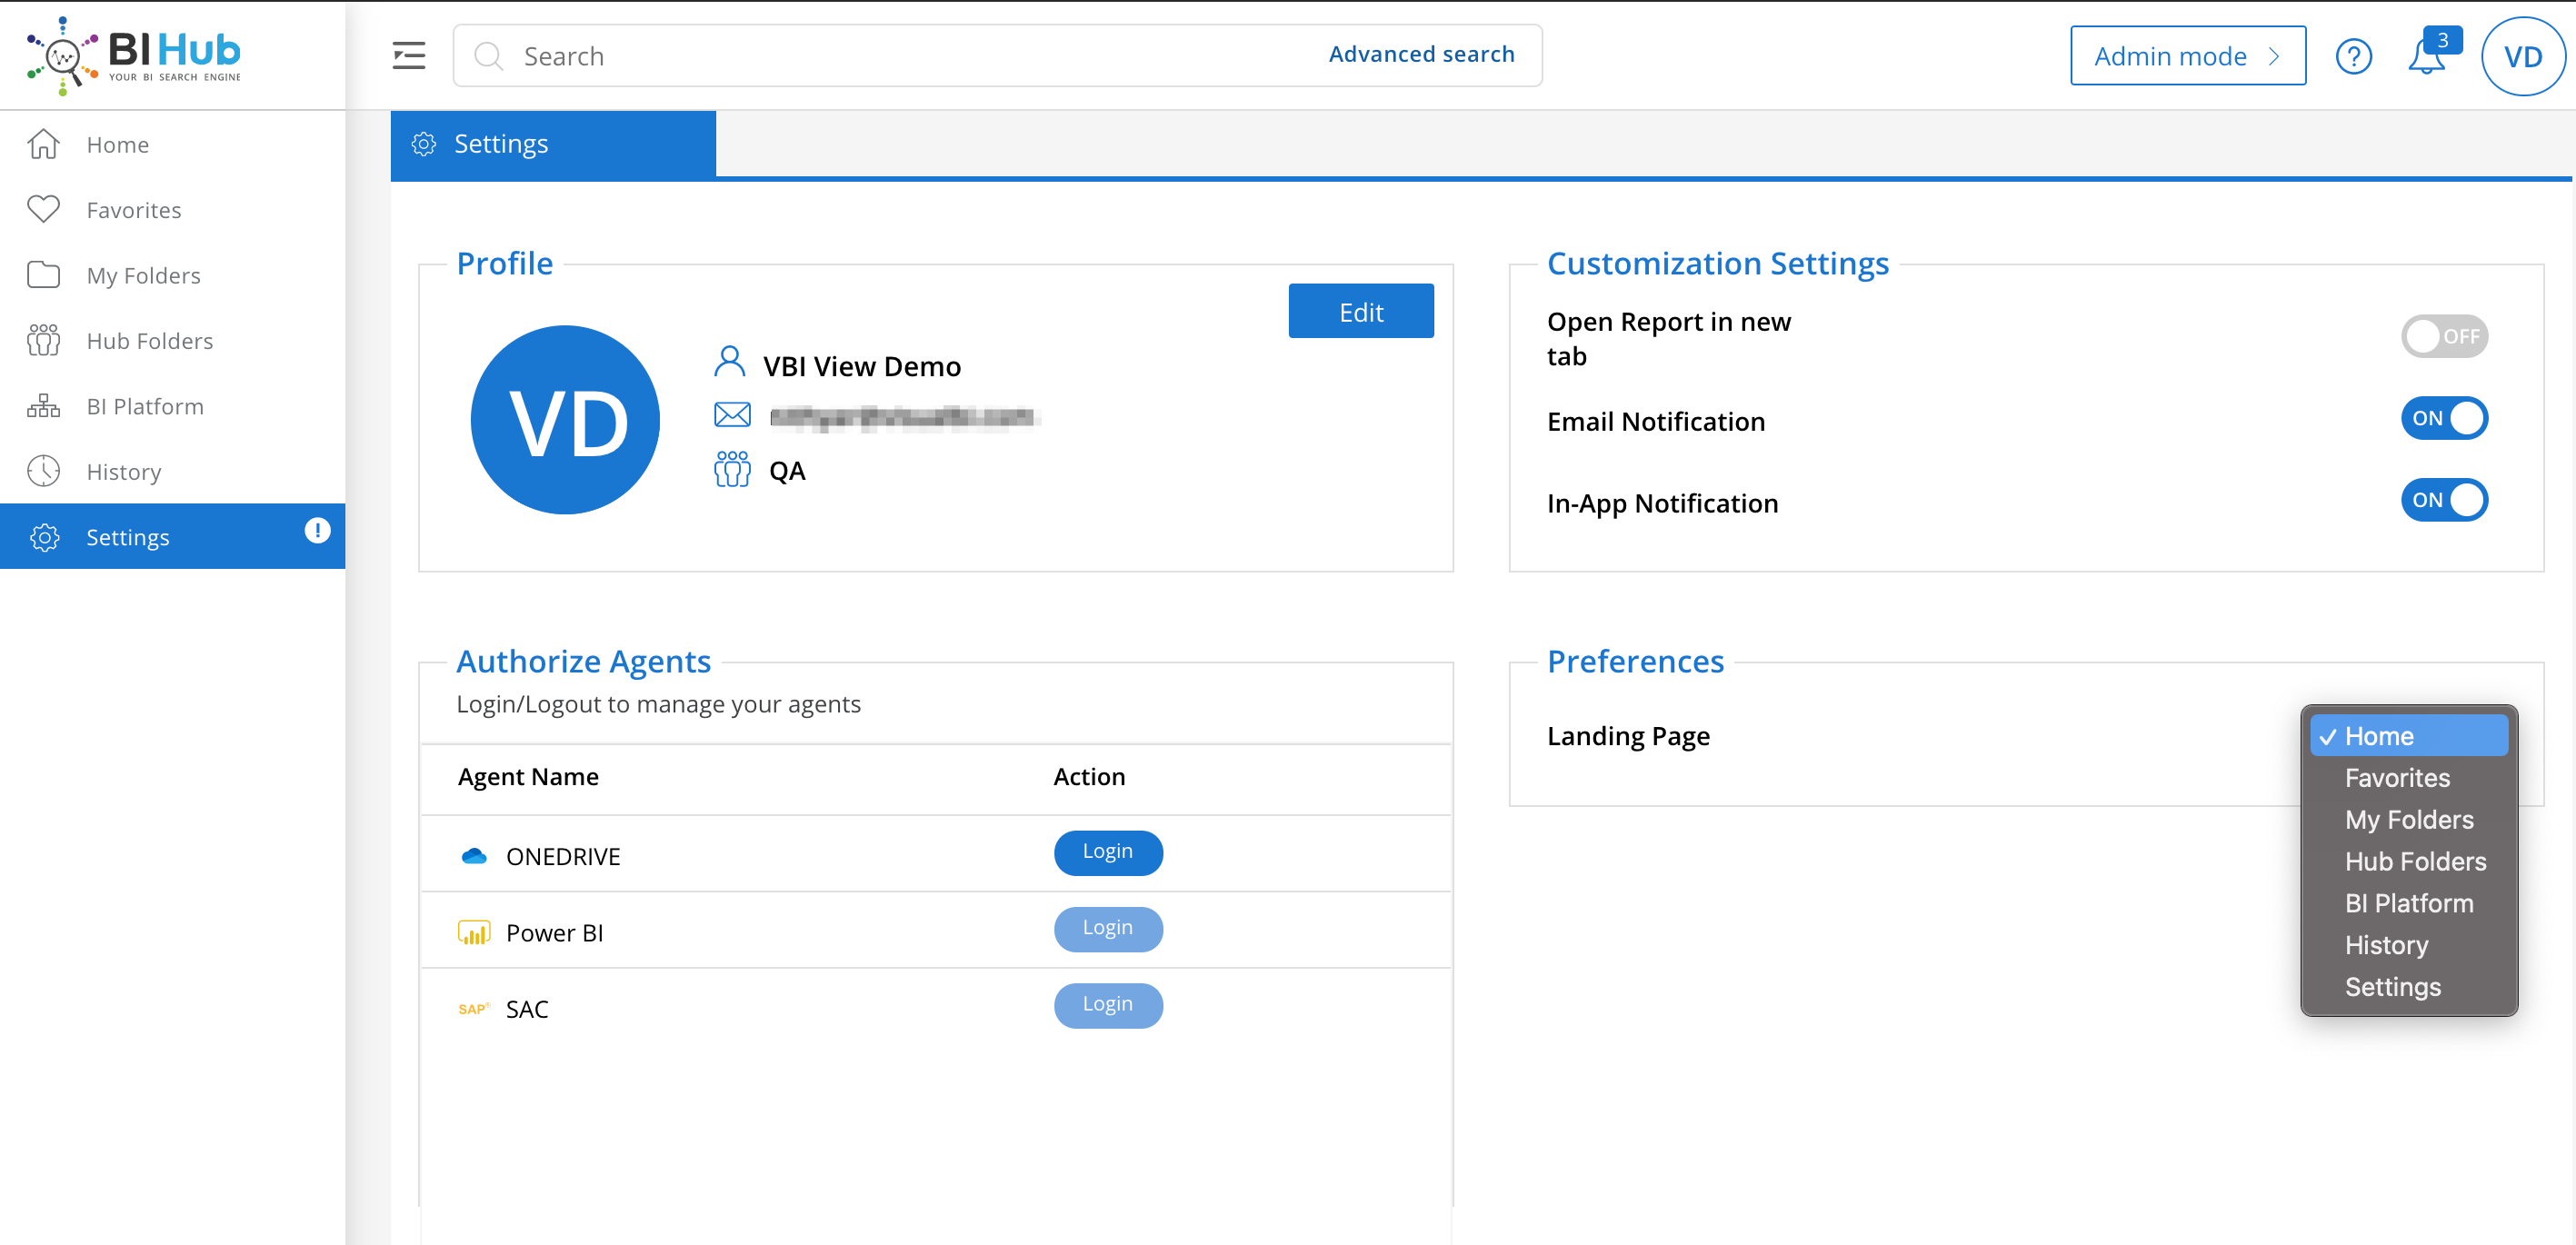 BI Hub
YOUR BI SEARCH ENGINE
Search
Advanced search
Admin mode
?
3
VD
Home
Favorites
My Folders
Hub Folders
BI Platform
History
Settings
!
Settings
Profile
Edit
VD
VBI View Demo
QA
Customization Settings
Open Report in new
tab
OFF
Email Notification
ON
In-App Notification
ON
Authorize Agents
Login/Logout to manage your agents
Agent Name
Action
ONEDRIVE
Login
Power BI
Login
SAP®
SAC
Login
Preferences
Landing Page
✓ Home
Favorites
My Folders
Hub Folders
BI Platform
History
Settings